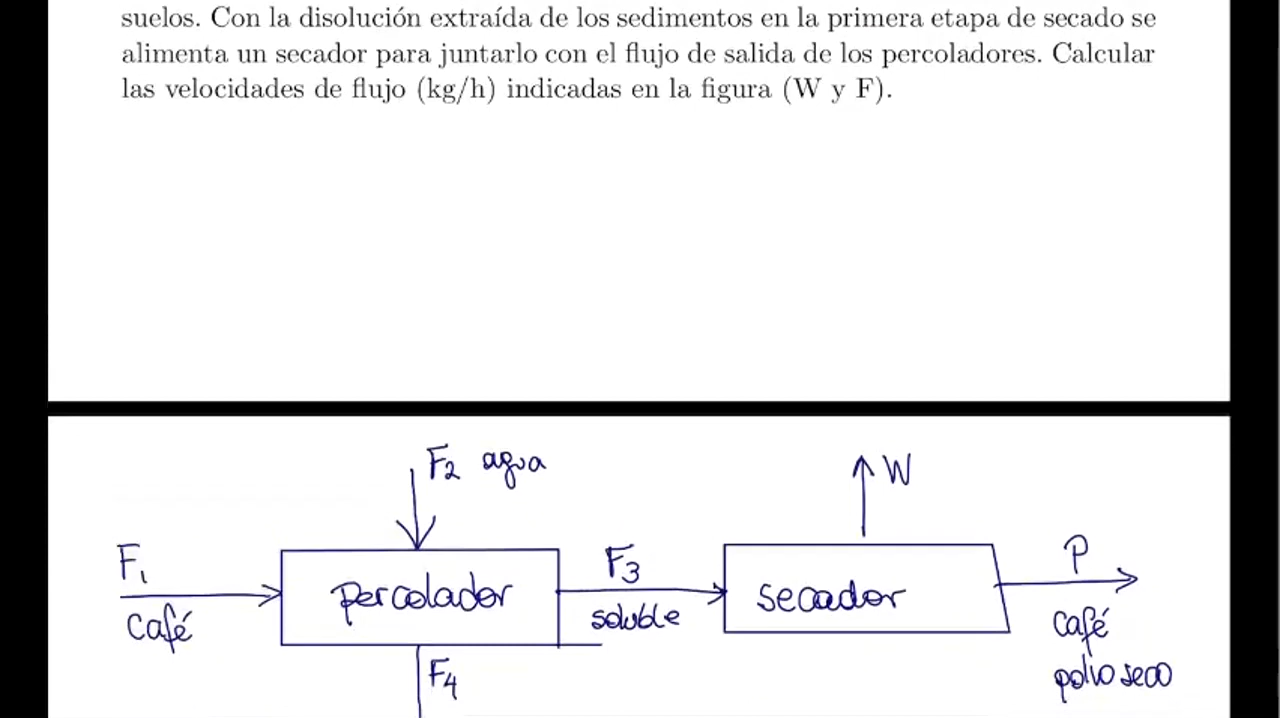 suelos. Con la disolución extraída de los sedimentos en la primera etapa de secado se
alimenta un secador para juntarlo con el flujo de salida de los percoladores. Calcular
las velocidades de flujo (kg/h) indicadas en la figura (W y F).
F2 agua
W
F1
café
percolador
F3
soluble
secador
P
café
polvo seco
F4